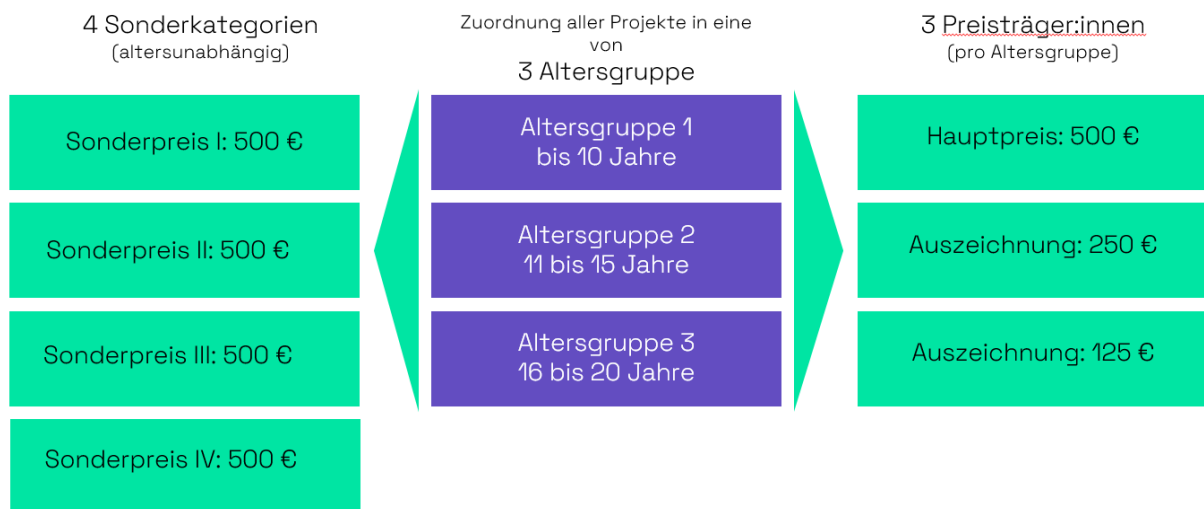 4 Sonderkategorien
(altersunabhängig)
Sonderpreis I: 500 €
Sonderpreis II: 500 €
Sonderpreis III: 500 €
Sonderpreis IV: 500 €
Zuordnung aller Projekte in eine
von
3 Altersgruppe
Altersgruppe 1
bis 10 Jahre
Altersgruppe 2
11 bis 15 Jahre
Altersgruppe 3
16 bis 20 Jahre
3 Preisträger:innen
(pro Altersgruppe)
Hauptpreis: 500 €
Auszeichnung: 250 €
Auszeichnung: 125 €